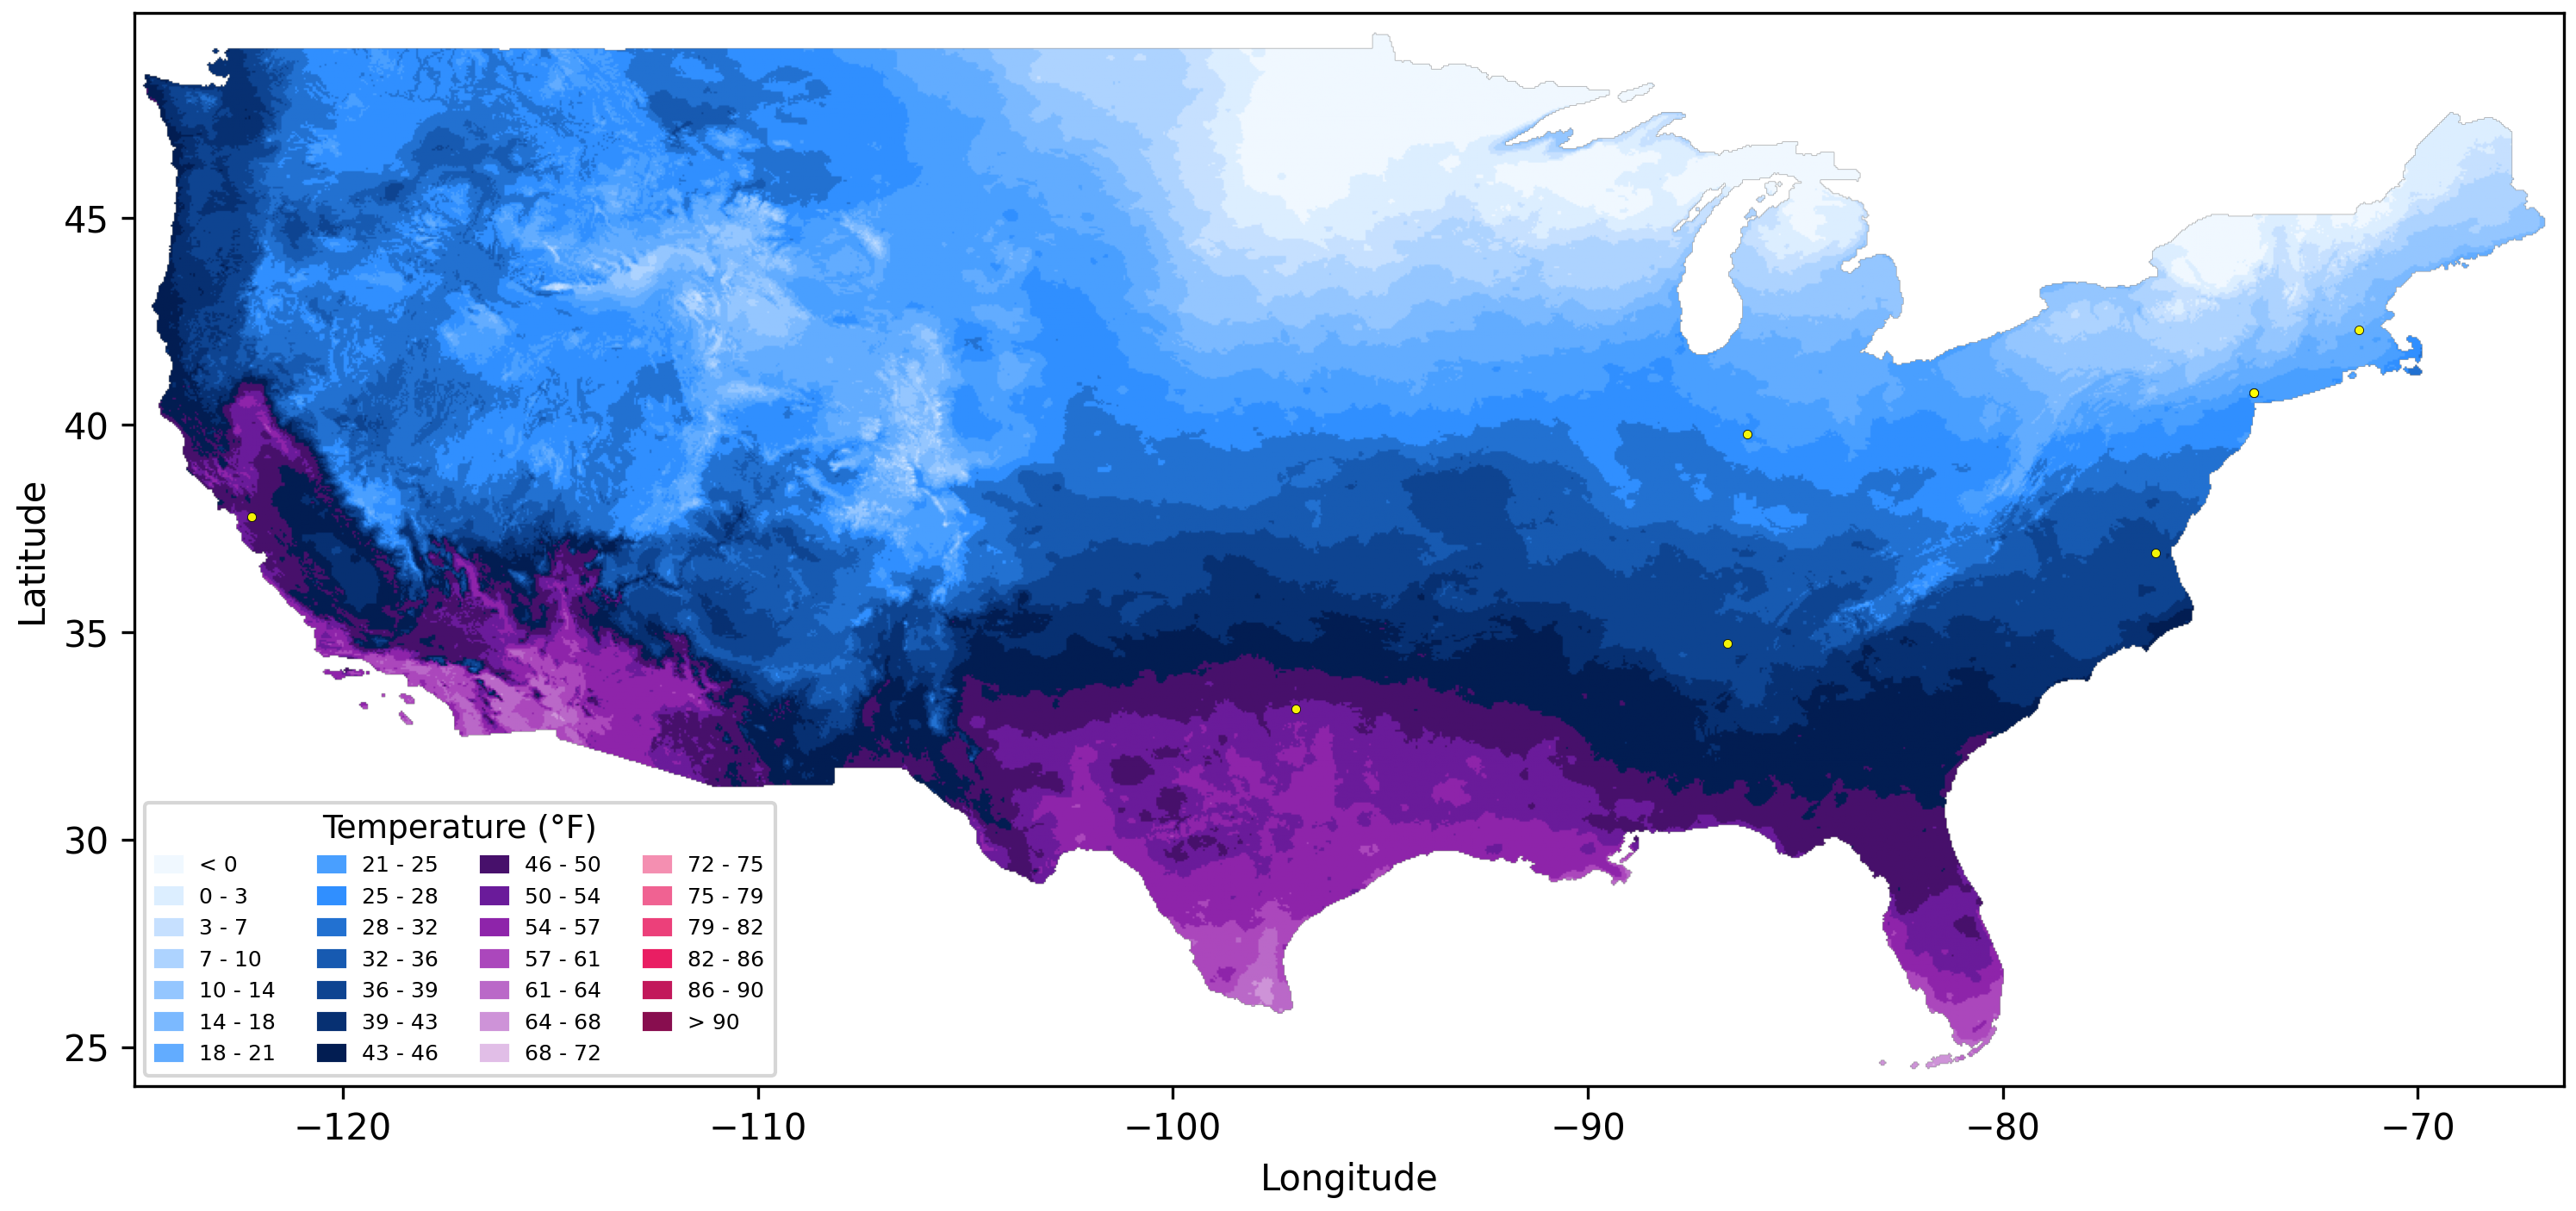 45
40
35
30
25
Latitude
−120
−110
−100
−90
−80
−70
Longitude
Temperature (°F)
< 0
0 - 3
3 - 7
7 - 10
10 - 14
14 - 18
18 - 21
21 - 25
25 - 28
28 - 32
32 - 36
36 - 39
39 - 43
43 - 46
46 - 50
50 - 54
54 - 57
57 - 61
61 - 64
64 - 68
68 - 72
72 - 75
75 - 79
79 - 82
82 - 86
86 - 90
> 90